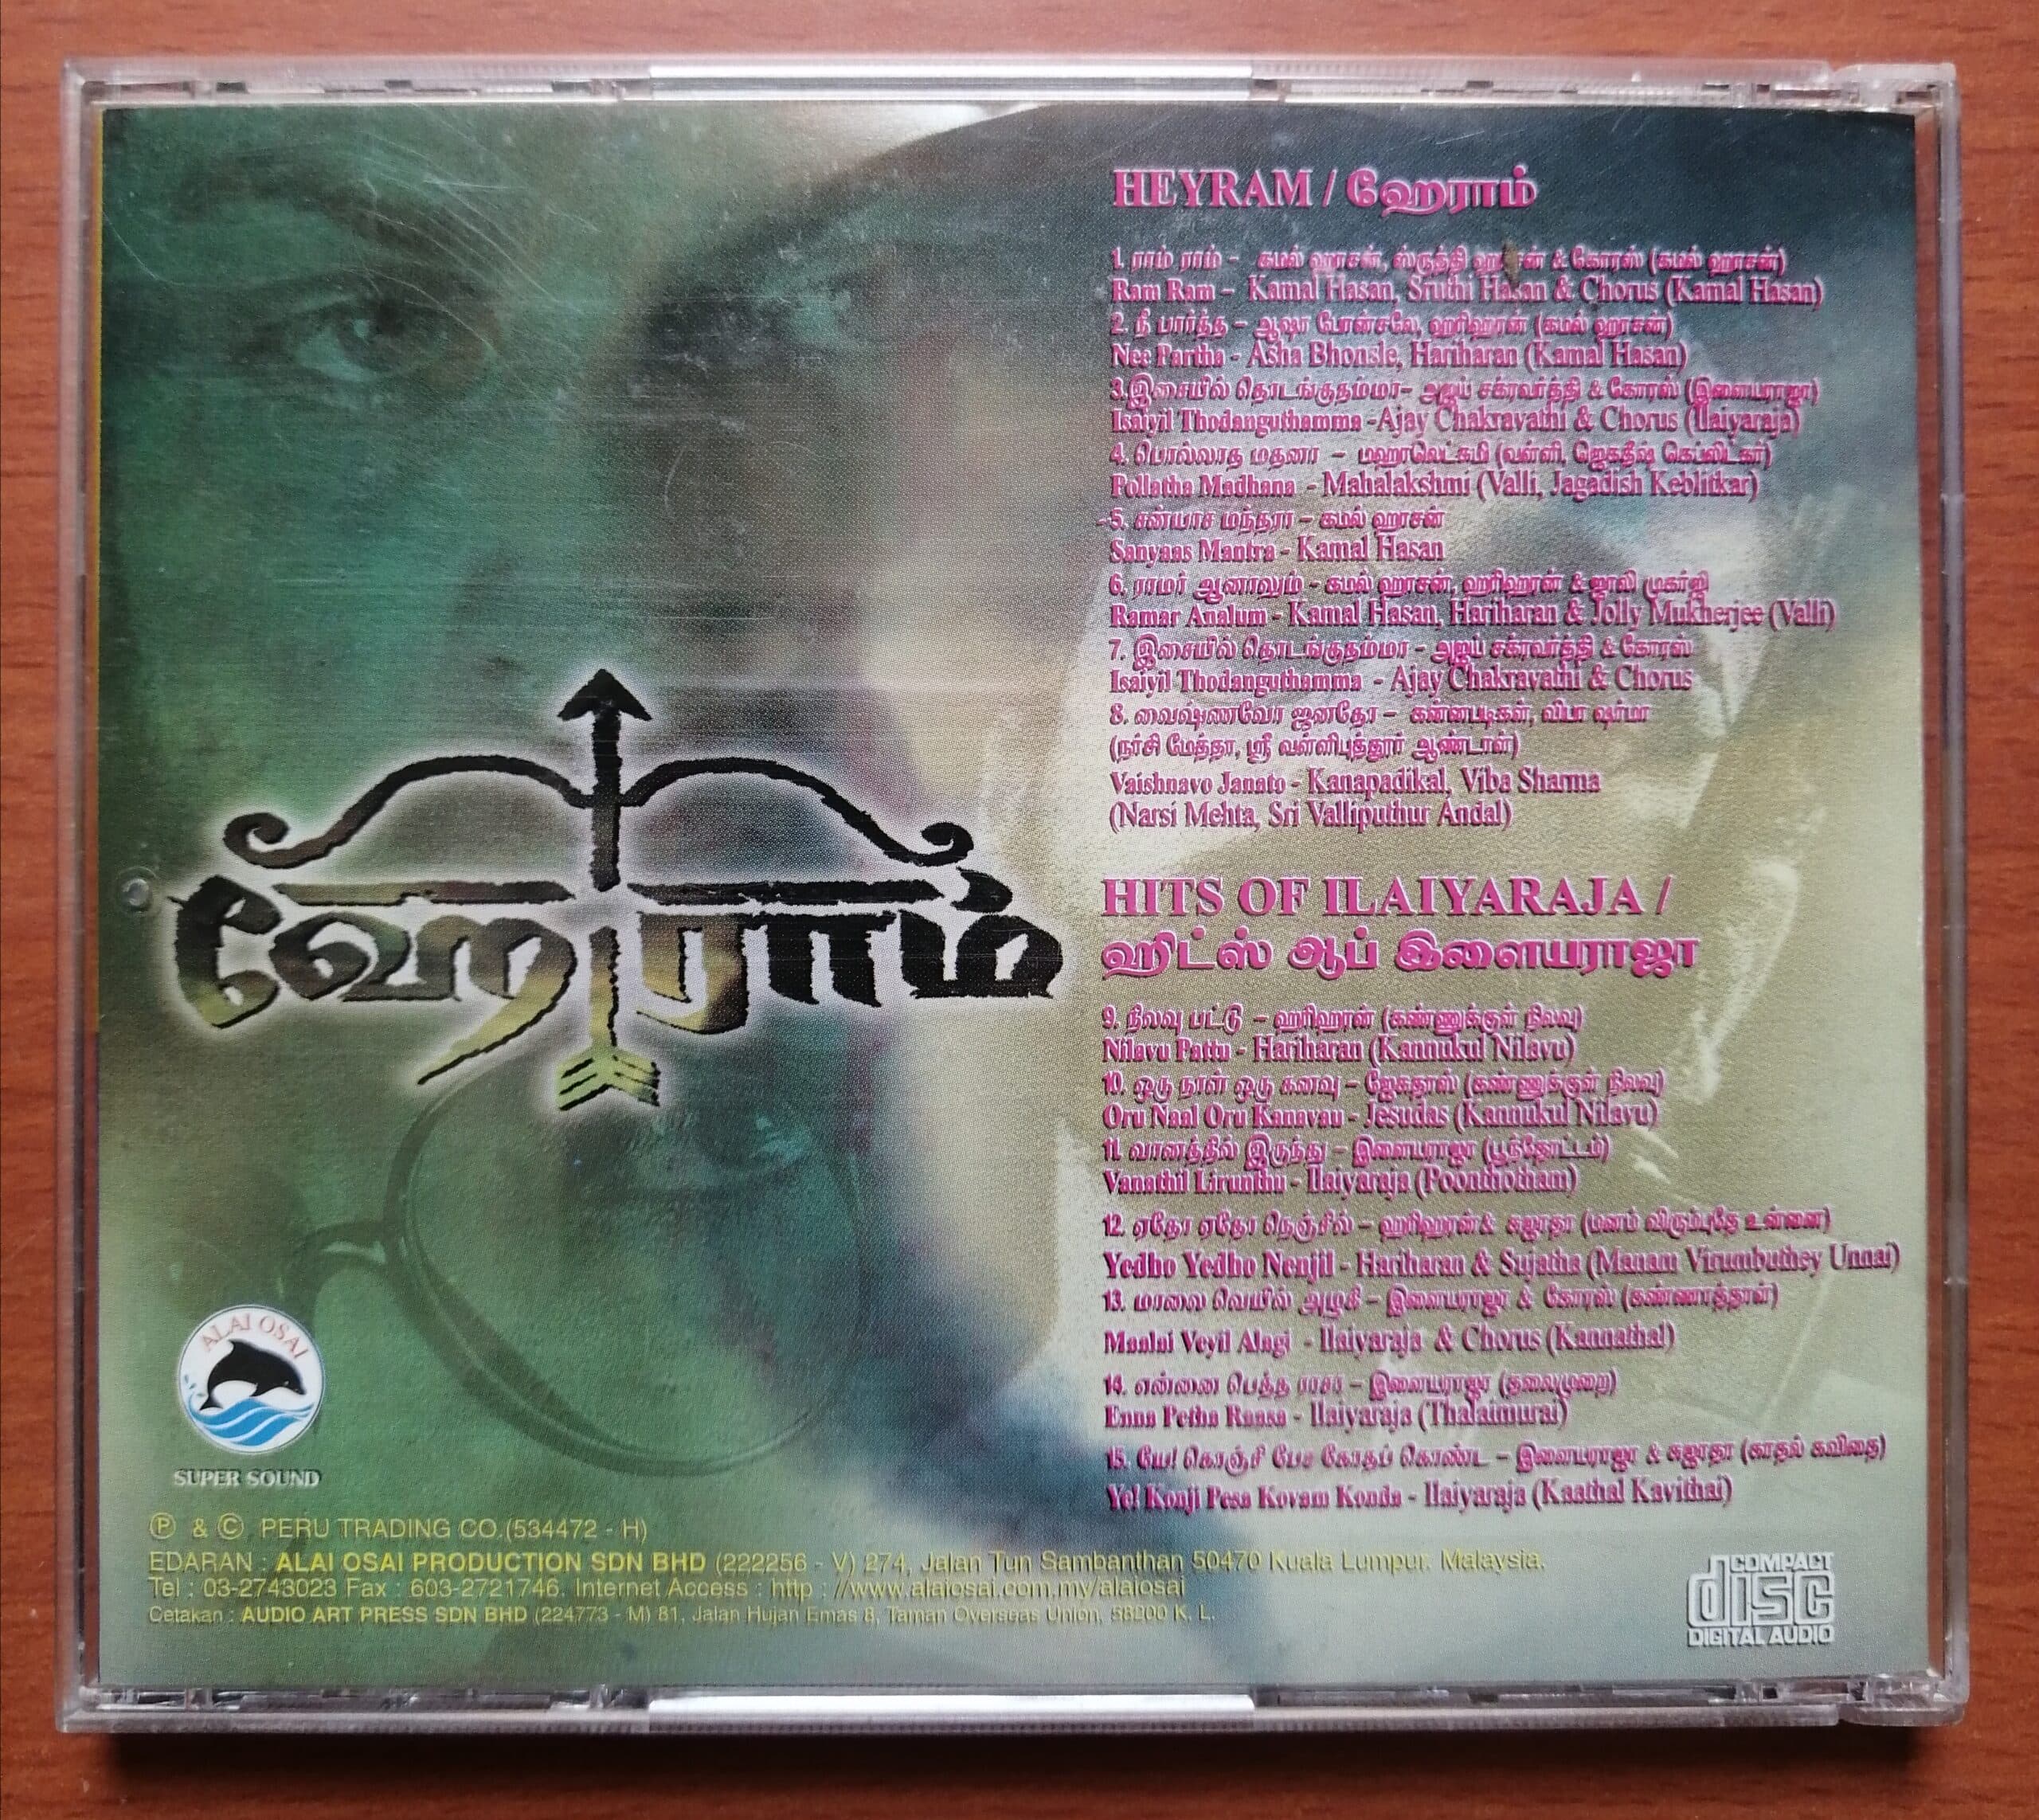 HEYRAM / ஹேராம்
1. ராம் ராம் - கமல் ஹாசன், ஸ்ருத்தி ஹாசன் & கோரஸ் (கமல் ஹாசன்)
Ram Ram - Kamal Hasan, Sruthi Hasan & Chorus (Kamal Hasan)
2. நீ பார்த்த - ஆஷா போன்சலே, ஹரிஹரன் (கமல் ஹாசன்)
Nee Partha - Asha Bhonsle, Hariharan (Kamal Hasan)
3.இசையில் தொடங்குதம்மா- அஜய் சக்ரவர்த்தி & கோரஸ் (இளையராஜா)
Isaiyil Thodanguthamma -Ajay Chakravathi & Chorus (Ilaiyaraja)
4. பொல்லாத மதனா - மஹாலெட்சுமி (வள்ளி, ஜெகதீஷ் கெப்லிட்கர்)
Pollatha Madhana - Mahalakshmi (Valli, Jagadish Keblitkar)
5. சன்யாச மந்தரா - கமல் ஹாசன்
Sanyaas Mantra - Kamal Hasan
6. ராமர் ஆனாலும் - கமல் ஹாசன், ஹரிஹரன் & ஜாலி முகர்ஜி
Ramar Analum - Kamal Hasan, Hariharan & Jolly Mukherjee (Valli)
7. இசையில் தொடங்குதம்மா - அஜய் சக்ரவர்த்தி & கோரஸ்
Isaiyil Thodanguthamma - Ajay Chakravathi & Chorus
8. வைஷ்ணவோ ஜனதோ - கன்னபடிகள், விபா ஷர்மா
(நர்சி மேத்தா, ஸ்ரீ வள்ளிபுத்தூர் ஆண்டாள்)
Vaishnavo Janato - Kanapadikal, Viba Sharma
(Narsi Mehta, Sri Valliputhur Andal)
ஹேராம்
HITS OF ILAIYARAJA /
ஹிட்ஸ் ஆப் இளையராஜா
9. நிலவு பட்டு - ஹரிஹரன் (கண்ணுக்குள் நிலவு)
Nilavu Pattu - Hariharan (Kannukul Nilavu)
10. ஒரு நாள் ஒரு கனவு - ஜேசுதாஸ் (கண்ணுக்குள் நிலவு)
Oru Naal Oru Kanavau - Jesudas (Kannukul Nilavu)
11. வானத்தில் இருந்து - இளையராஜா (பூந்தோட்டம்)
Vanathil Lirunthu - Ilaiyaraja (Poonthotham)
12. ஏதோ ஏதோ நெஞ்சில் - ஹரிஹரன்& சுஜாதா (மனம் விரும்புதே உன்னை)
Yedho Yedho Nenjil - Hariharan & Sujatha (Manam Virumbuthey Unnai)
13. மாலை வெயில் அழகி - இளையராஜா & கோரஸ் (கண்ணாத்தாள்)
Maalai Veyil Alagi - Ilaiyaraja & Chorus (Kannathal)
14. என்னை பெத்த ராசா - இளையராஜா (தலைமுறை)
Enna Petha Raasa - Ilaiyaraja (Thalaimurai)
15. யே! கொஞ்சி பேச கோதப் கொண்ட - இளையராஜா & சுஜாதா (காதல் கவிதை)
Ye! Konji Pesa Kovam Konda - Ilaiyaraja (Kaathal Kavithai)
ALAI OSAI
SUPER SOUND
Ⓟ & © PERU TRADING CO.(534472 - H)
EDARAN : ALAI OSAI PRODUCTION SDN BHD (222256 - V) 274, Jalan Tun Sambanthan 50470 Kuala Lumpur. Malaysia.
Tel : 03-2743023 Fax : 603-2721746. Internet Access : http : //www.alaiosai.com.my/alaiosai
Cetakan : AUDIO ART PRESS SDN BHD (224773 - M) 81, Jalan Hujan Emas 8, Taman Overseas Union, 58200 K. L.
COMPACT
disc
DIGITAL AUDIO